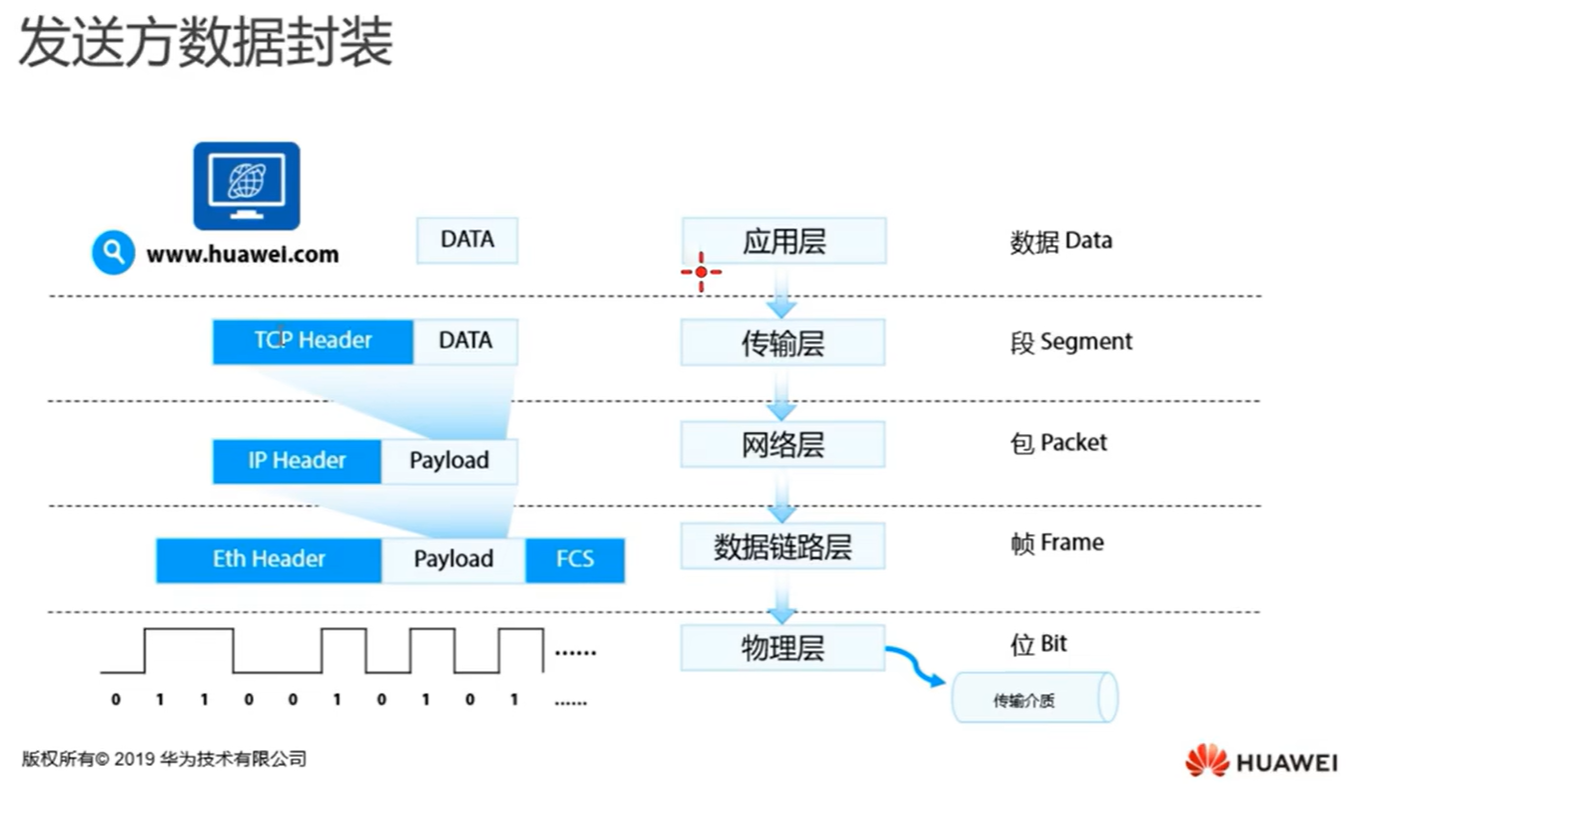 发送方数据封装
www.huawei.com
DATA
应用层
数据 Data
TCP Header
DATA
传输层
段 Segment
IP Header
Payload
网络层
包 Packet
Eth Header
Payload
FCS
数据链路层
帧 Frame
......
物理层
位 Bit
0 1 1 0 0 1 0 1 0 1 ......
传输介质
版权所有© 2019 华为技术有限公司
HUAWEI